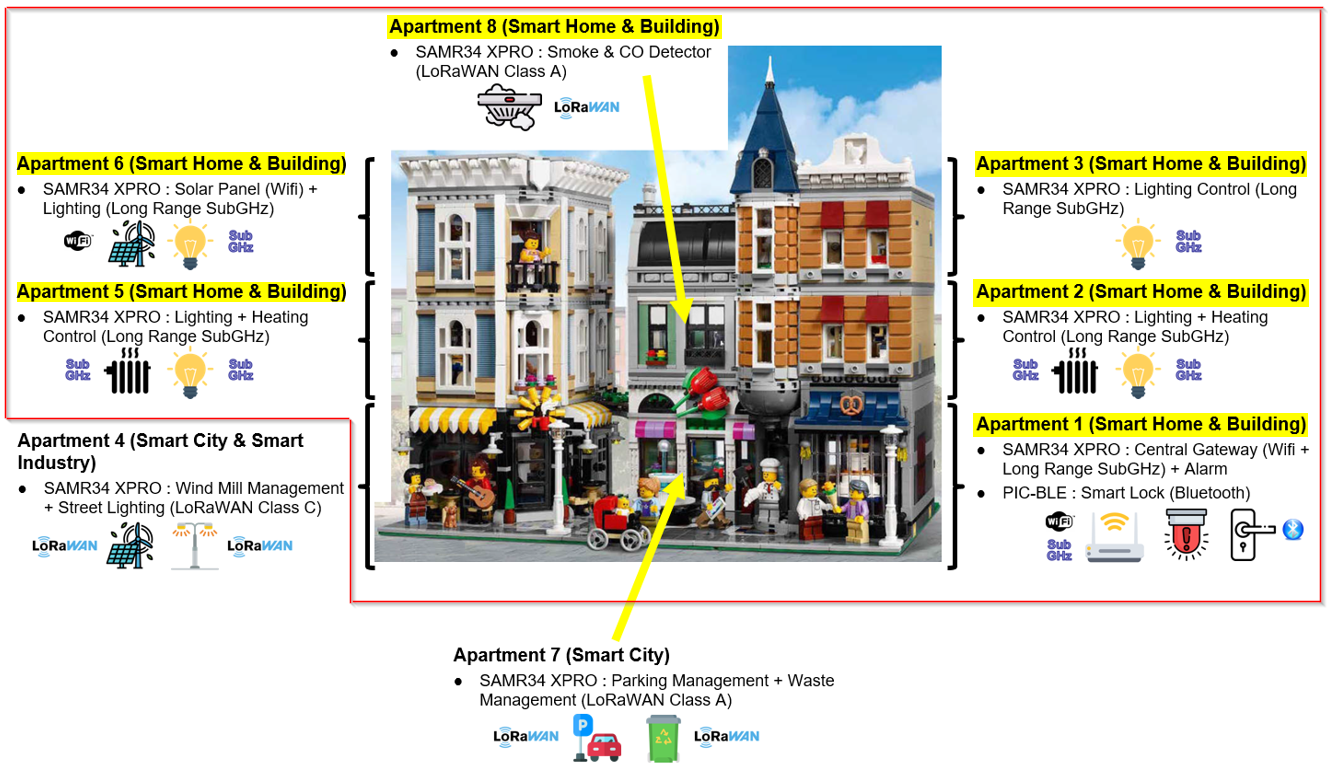 Apartment 8 (Smart Home & Building)
● SAMR34 XPRO : Smoke & CO Detector
(LoRaWAN Class A)
LoRaWAN
Apartment 6 (Smart Home & Building)
● SAMR34 XPRO : Solar Panel (Wifi) +
Lighting (Long Range SubGHz)
WiFi
Sub
GHz
Apartment 5 (Smart Home & Building)
● SAMR34 XPRO : Lighting + Heating
Control (Long Range SubGHz)
Sub
GHz
Sub
GHz
Apartment 4 (Smart City & Smart
Industry)
● SAMR34 XPRO : Wind Mill Management
+ Street Lighting (LoRaWAN Class C)
LoRaWAN
LoRaWAN
Apartment 3 (Smart Home & Building)
● SAMR34 XPRO : Lighting Control (Long
Range SubGHz)
Sub
GHz
Apartment 2 (Smart Home & Building)
● SAMR34 XPRO : Lighting + Heating
Control (Long Range SubGHz)
Sub
GHz
Sub
GHz
Apartment 1 (Smart Home & Building)
● SAMR34 XPRO : Central Gateway (Wifi +
Long Range SubGHz) + Alarm
● PIC-BLE : Smart Lock (Bluetooth)
WiFi
Sub
GHz
Apartment 7 (Smart City)
● SAMR34 XPRO : Parking Management + Waste
Management (LoRaWAN Class A)
LoRaWAN
P
LoRaWAN